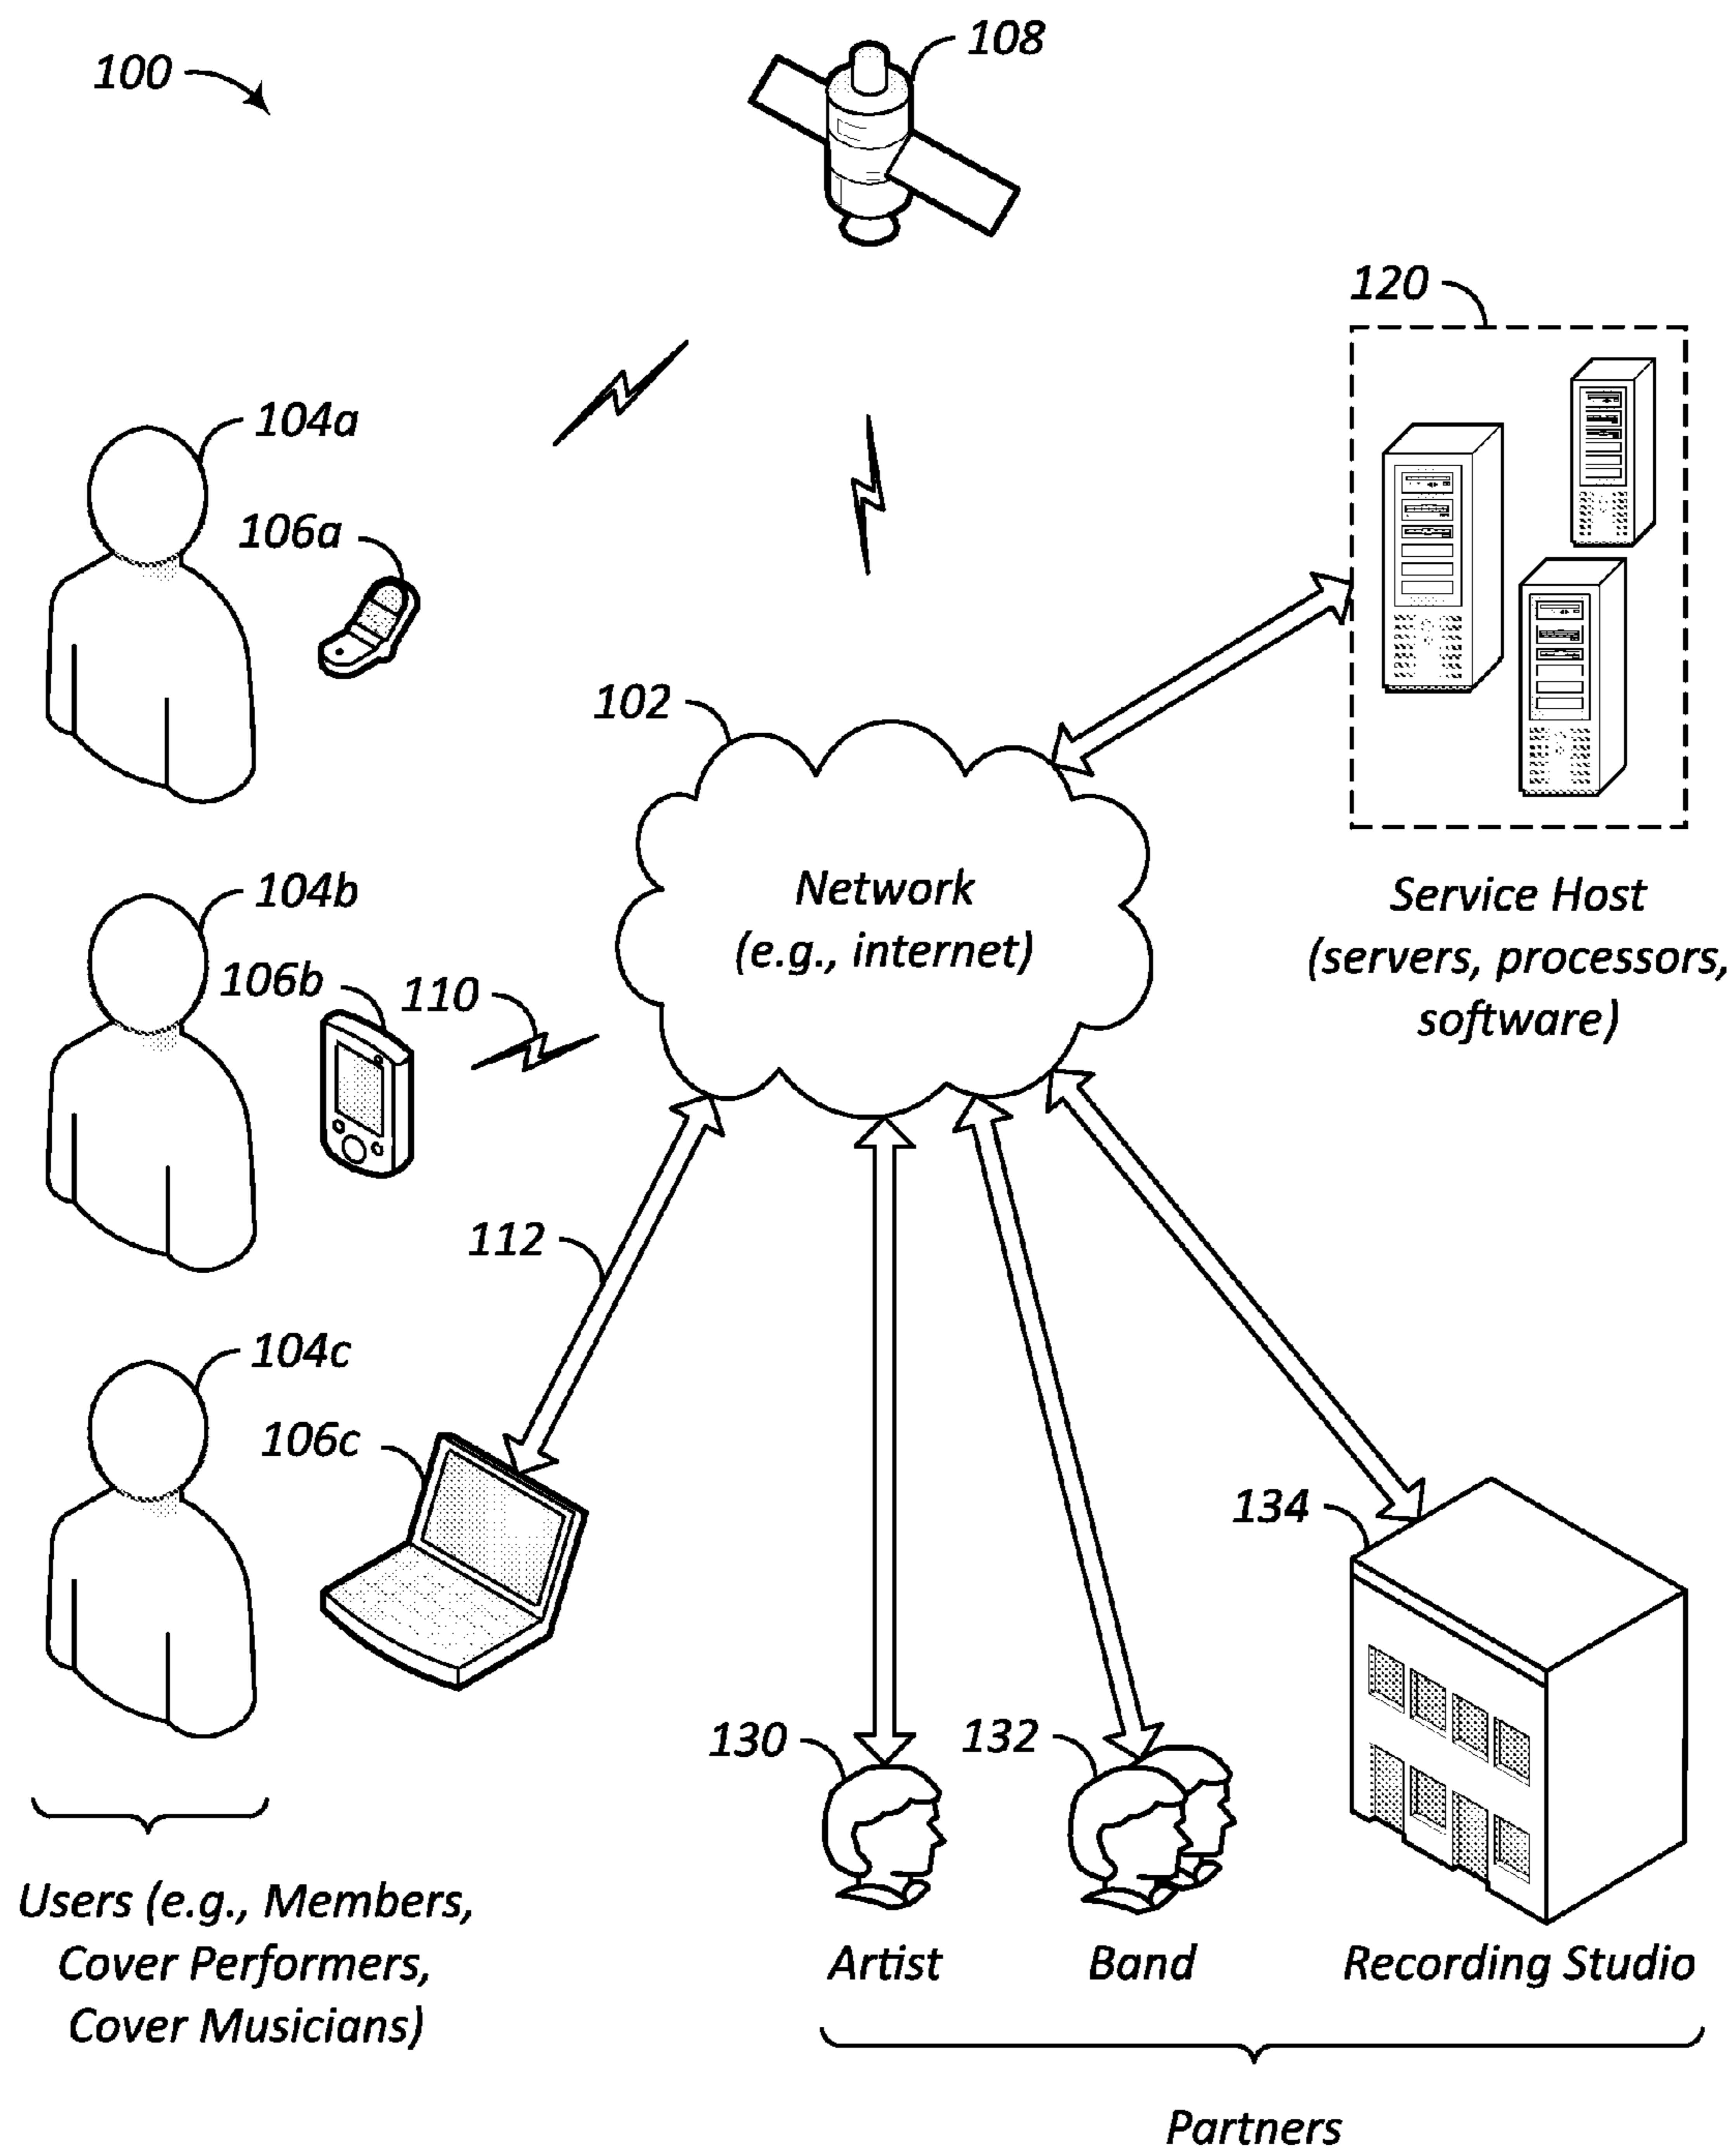 100
108
120
104a
106a
102
104b
Network
(e.g., internet)
Service Host
(servers, processors,
software)
106b
110
112
104c
106c
134
130
132
Users (e.g., Members,
Cover Performers,
Cover Musicians)
Artist
Band
Recording Studio
Partners